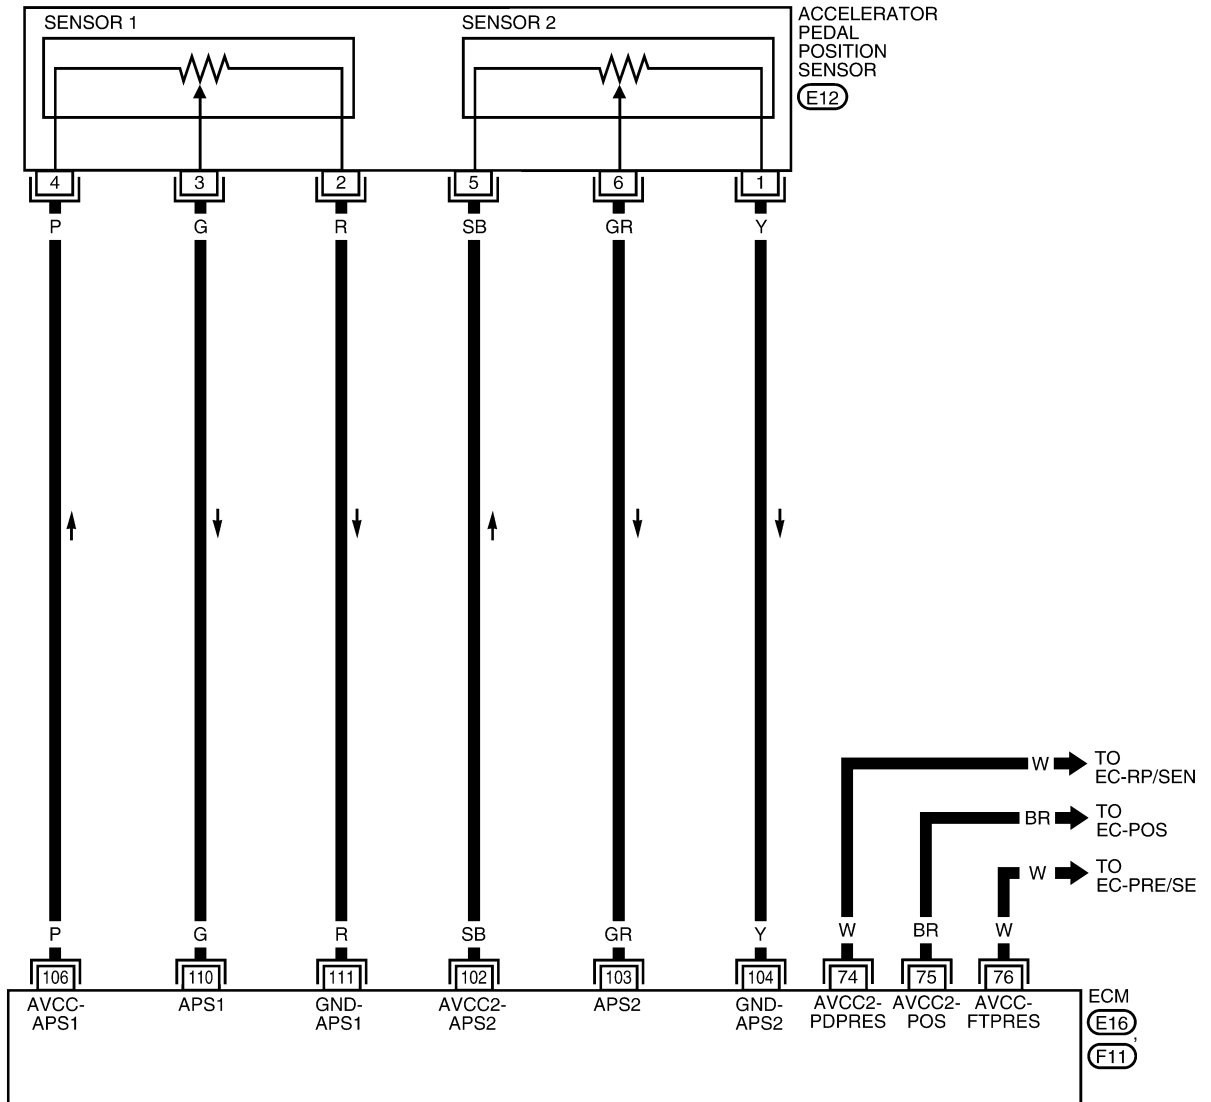 SENSOR 1
SENSOR 2
ACCELERATOR
PEDAL
POSITION
SENSOR
E12
4 3 2 5 6 1
P G R SB GR Y
W TO
EC-RP/SEN
BR TO
EC-POS
W TO
EC-PRE/SE
P G R SB GR Y W BR W
106 110 111 102 103 104 74 75 76
AVCC-
APS1
APS1
GND-
APS1
AVCC2-
APS2
APS2
GND-
APS2
AVCC2-
PDPRES
AVCC2-
POS
AVCC-
FTPRES
ECM
E16 ,
F11